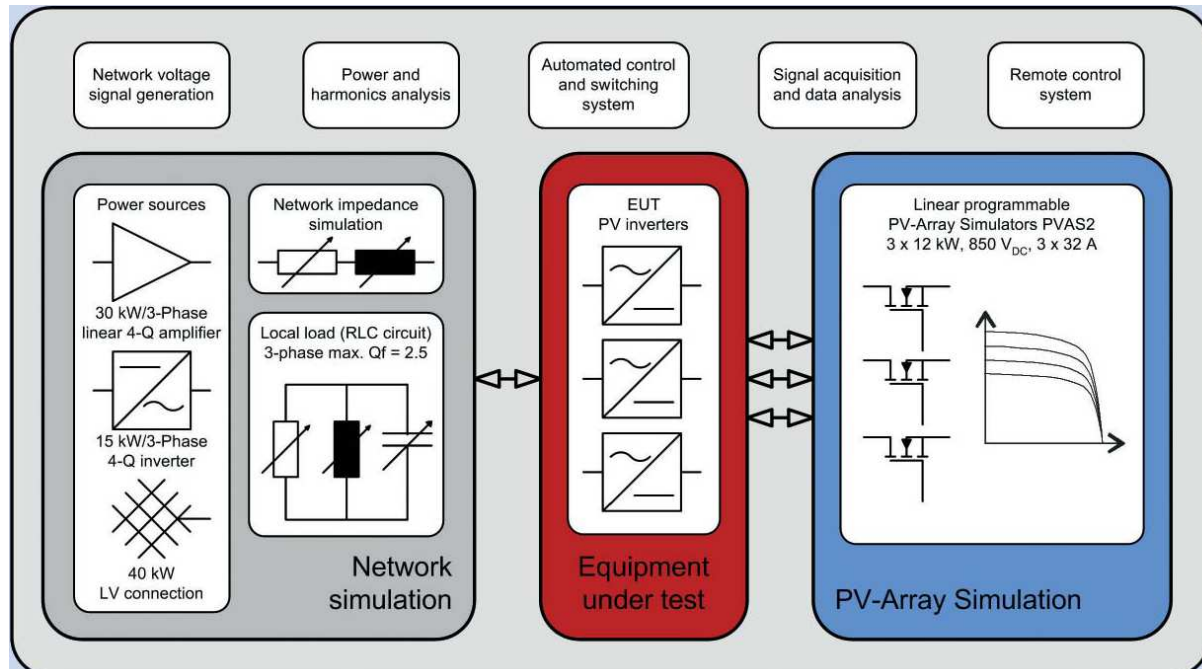 Network voltage
signal generation
Power and
harmonics analysis
Automated control
and switching
system
Signal acquisition
and data analysis
Remote control
system
Power sources
30 kW/3-Phase
linear 4-Q amplifier
15 kW/3-Phase
4-Q inverter
40 kW
LV connection
Network impedance
simulation
Local load (RLC circuit)
3-phase max. Qf = 2.5
Network
simulation
EUT
PV inverters
Equipment
under test
Linear programmable
PV-Array Simulators PVAS2
3 x 12 kW, 850 V_DC, 3 x 32 A
PV-Array Simulation